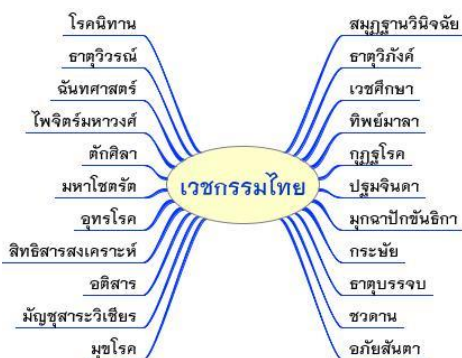 โรคนิทาน
ธาตุวิวรณ์
ฉันทศาสตร์
ไพจิตร์มหาวงศ์
ตักศิลา
มหาโชตรัต
อุทรโรค
สิทธิสารสงเคราะห์
อติสาร
มัญชุสาระวิเชียร
มุขโรค
เวชกรรมไทย
สมุฏฐานวินิจฉัย
ธาตุวิภังค์
เวชศึกษา
ทิพย์มาลา
กุฏฐโรค
ปฐมจินดา
มุกฉาปักขันธิกา
กระษัย
ธาตุบรรจบ
ชวดาน
อภัยสันตา